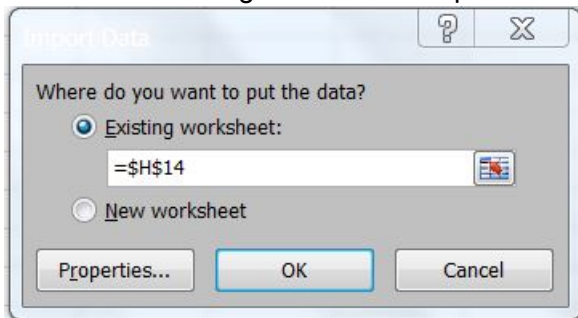 Import Data
Where do you want to put the data?
Existing worksheet:
=$H$14
New worksheet
Properties... OK Cancel